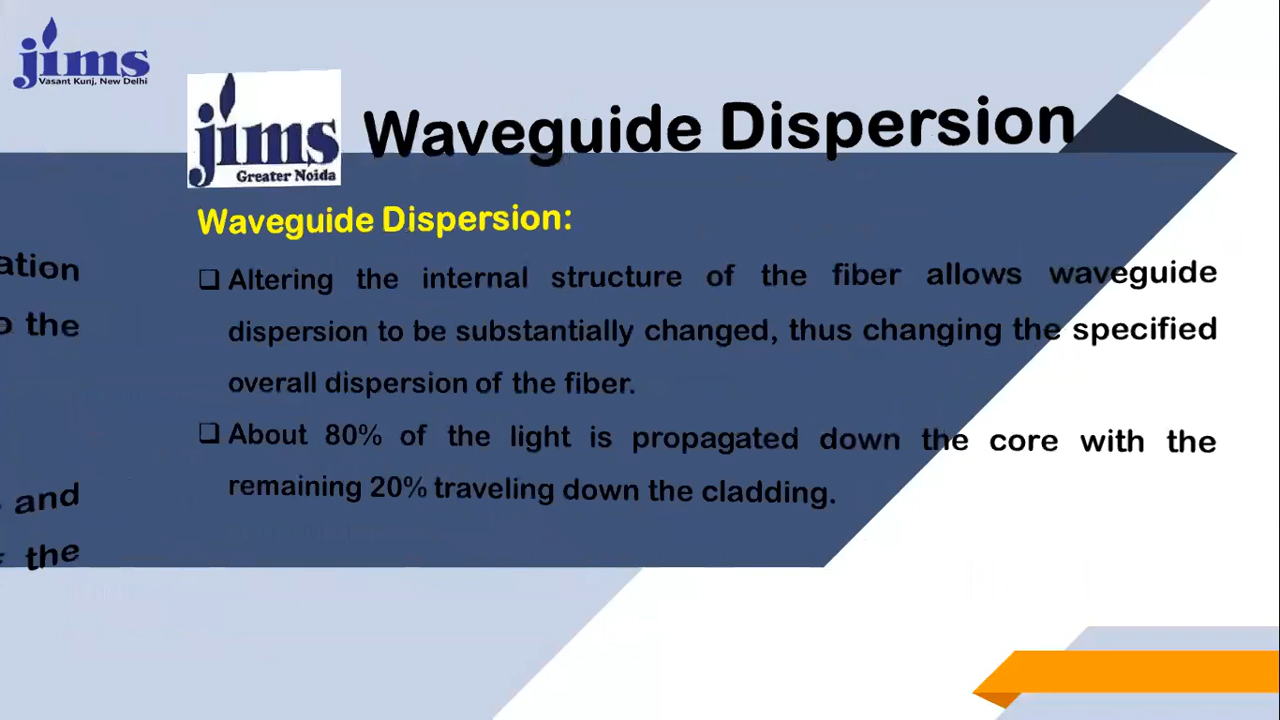 jims
Vasant Kunj, New Delhi
jims
Greater Noida
Waveguide Dispersion
Waveguide Dispersion:
Altering the internal structure of the fiber allows waveguide
dispersion to be substantially changed, thus changing the specified
overall dispersion of the fiber.
About 80% of the light is propagated down the core with the
remaining 20% traveling down the cladding.
the
and
the